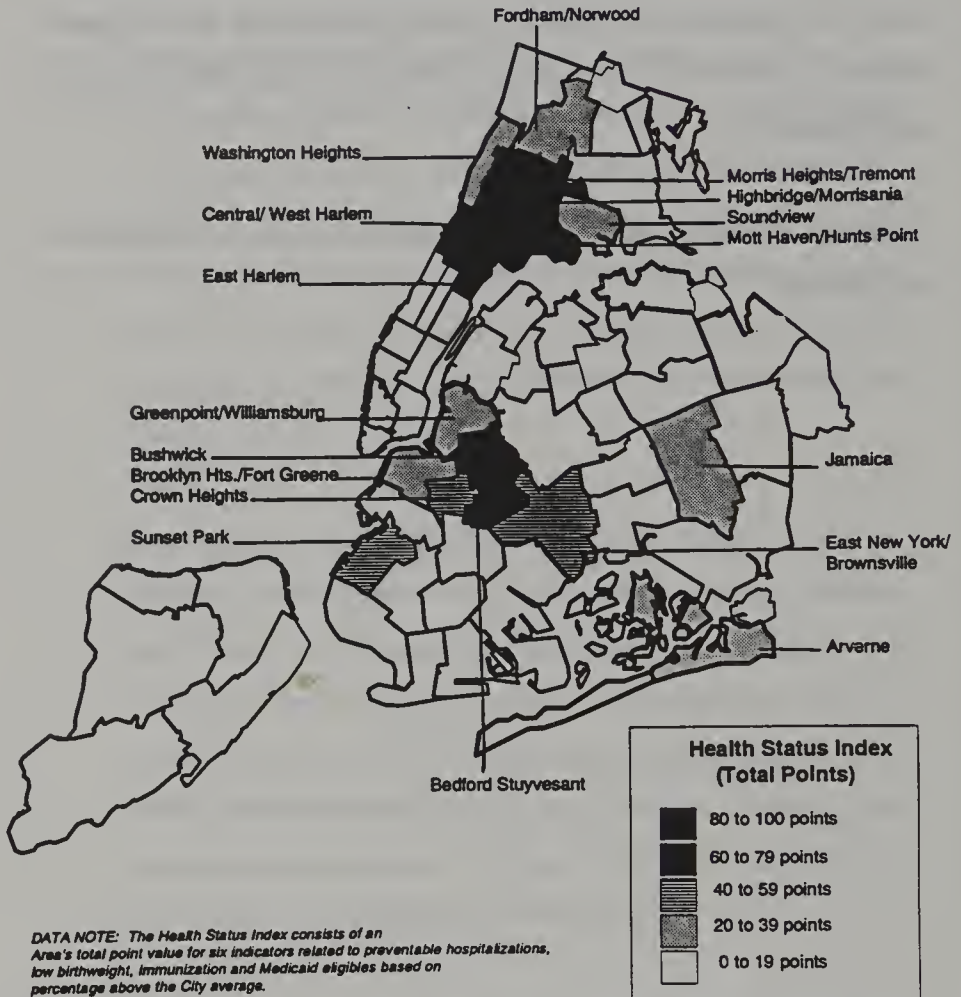 Fordham/Norwood
Washington Heights
Morris Heights/Tremont
Highbridge/Morrisania
Central/ West Harlem
Soundview
Mott Haven/Hunts Point
East Harlem
Greenpoint/Williamsburg
Bushwick
Jamaica
Brooklyn Hts./Fort Greene
Crown Heights
Sunset Park
East New York/
Brownsville
Arverne
Bedford Stuyvesant
Health Status Index
(Total Points)
80 to 100 points
60 to 79 points
40 to 59 points
20 to 39 points
0 to 19 points
DATA NOTE: The Health Status Index consists of an
Area's total point value for six indicators related to preventable hospitalizations,
low birthweight, immunization and Medicaid eligibles based on
percentage above the City average.